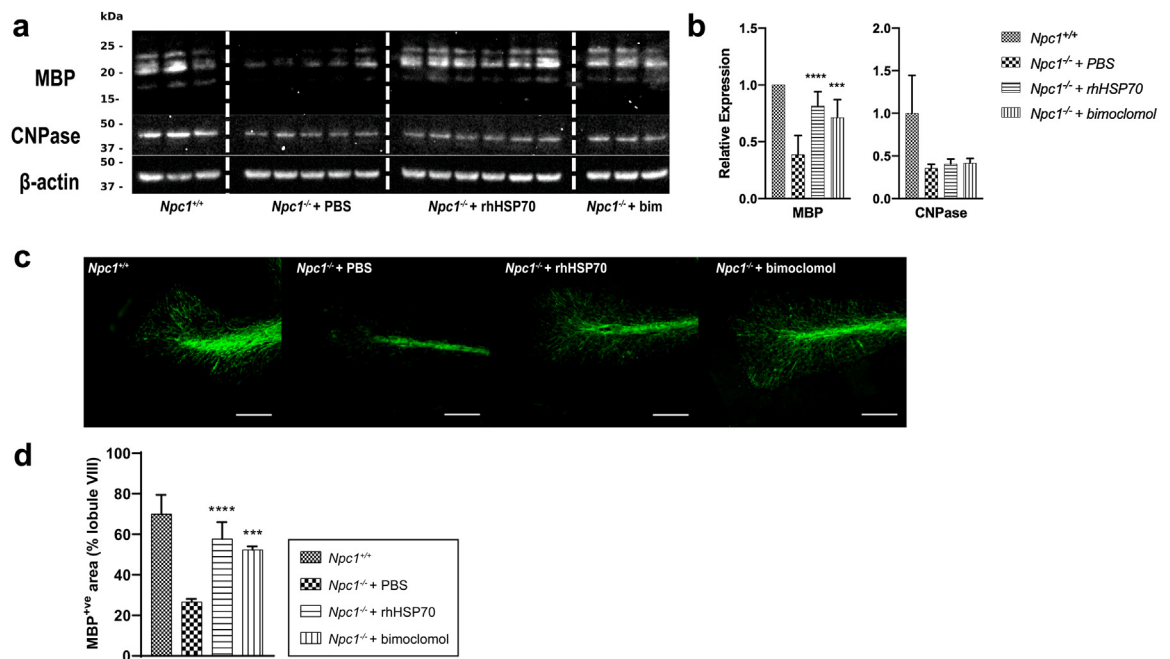 a
kDa
25 -
20 -
15-
50 -
37 -
50 -
37 -
MBP
CNPase
β-actin
Npc1+/+
Npc1-/- + PBS
Npc1-/- + rhHSP70
Npc1-/- + bim
b
Relative Expression
1.5
1.0
0.5
0.0
**** ***
MBP
2.0
1.5
1.0
0.5
0.0
CNPase
Npc1+/+
Npc1-/- + PBS
Npc1-/- + rhHSP70
Npc1-/- + bimoclomol
c
Npc1+/+
Npc1-/- + PBS
Npc1-/- + rhHSP70
Npc1-/- + bimoclomol
d
MBP+ve area (% lobule VIII)
100
80
60
40
20
0
****
***
Npc1+/+
Npc1-/- + PBS
Npc1-/- + rhHSP70
Npc1-/- + bimoclomol